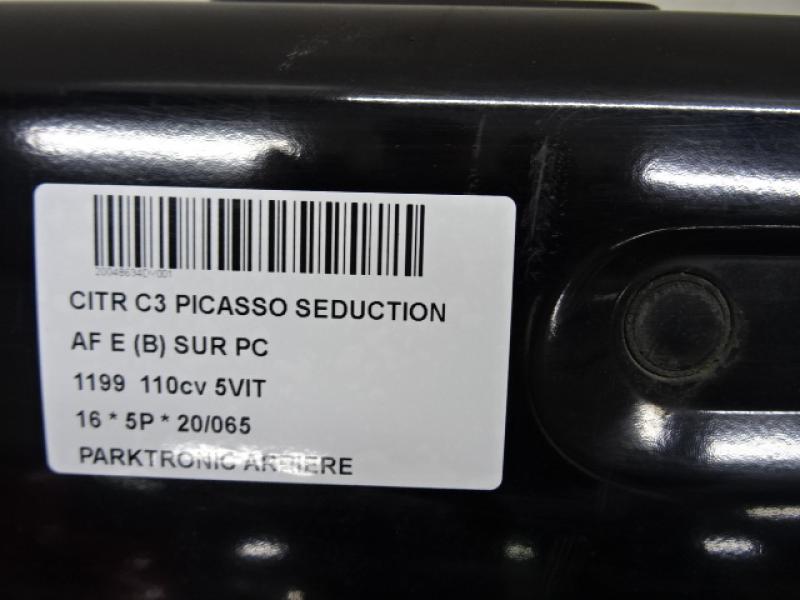 CITR C3 PICASSO SEDUCTION
AF E (B) SUR PC
1199 110cv 5VIT
16 * 5P * 20/065
PARKTRONIC ARRIERE